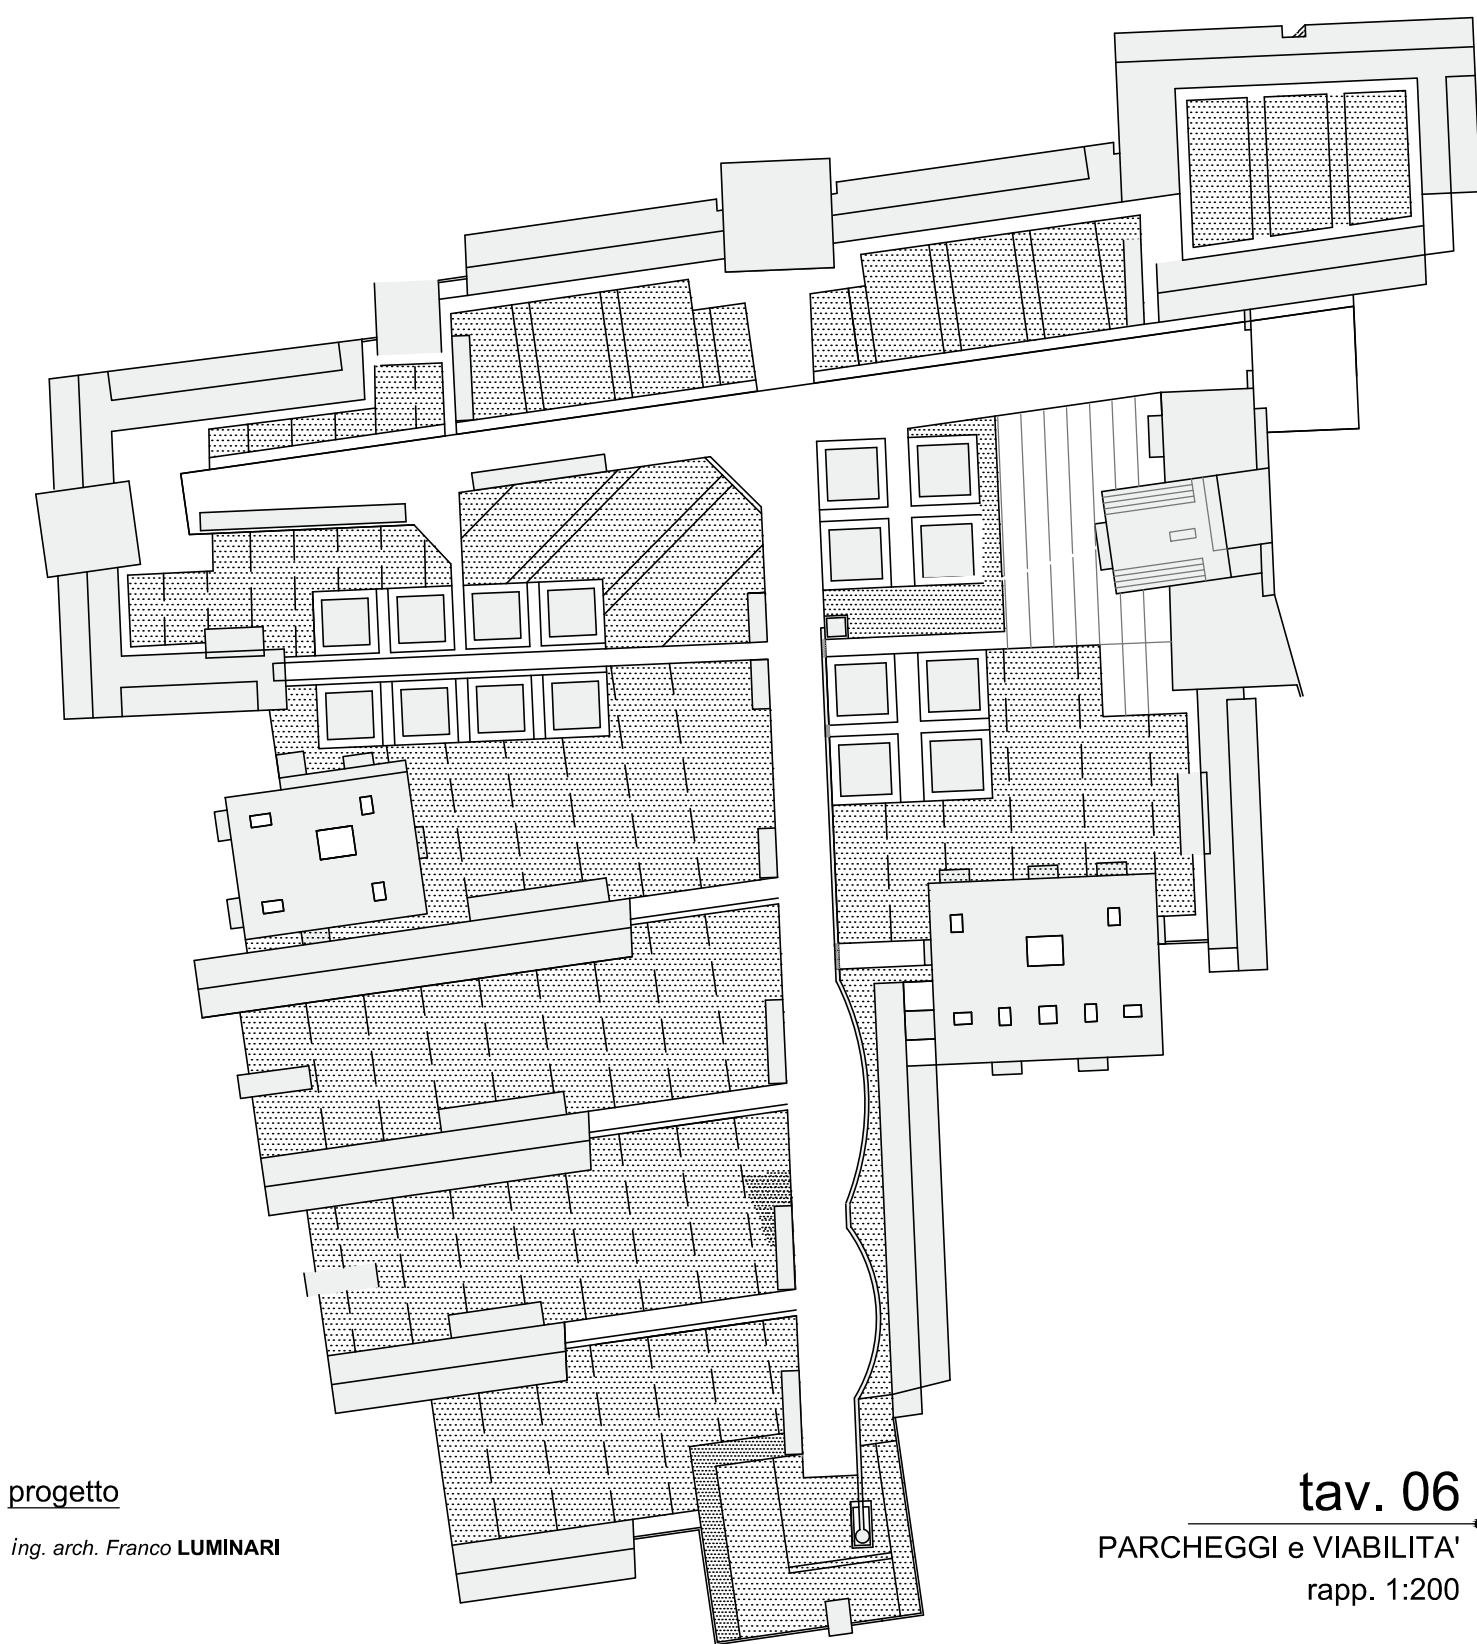 progetto
ing. arch. Franco LUMINARI
tav. 06
PARCHEGGI e VIABILITA'
rapp. 1:200